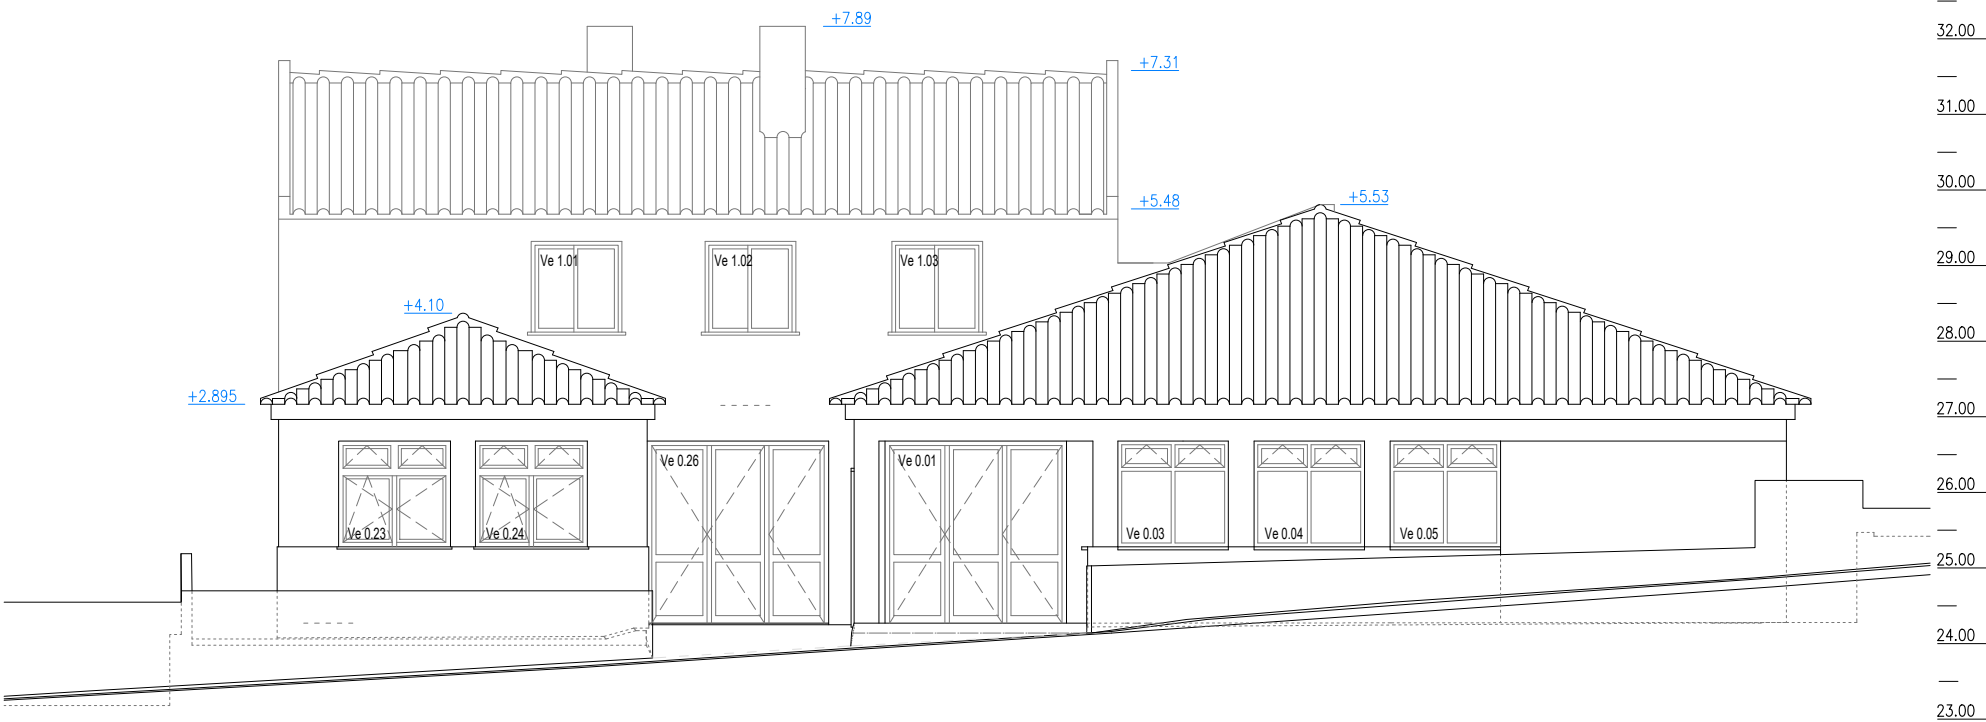 +7.89
32.00
+7.31
31.00
30.00
+5.48
+5.53
Ve 1.01
Ve 1.02
Ve 1.03
29.00
+4.10
28.00
+2.895
27.00
Ve 0.26
Ve 0.01
26.00
Ve 0.23
Ve 0.24
Ve 0.03
Ve 0.04
Ve 0.05
25.00
24.00
23.00